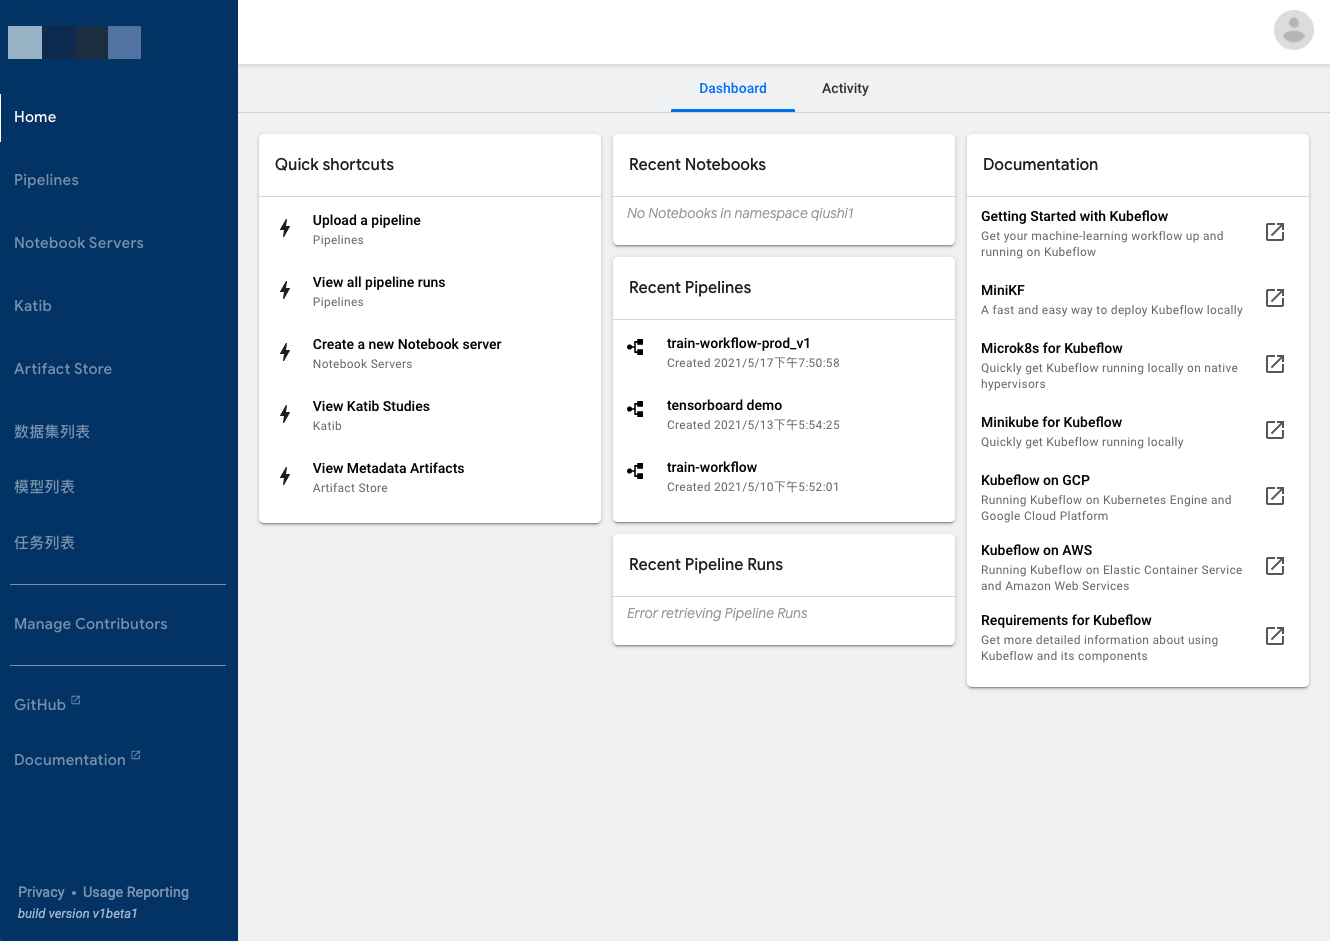 Home
Pipelines
Notebook Servers
Katib
Artifact Store
数据集列表
模型列表
任务列表
Manage Contributors
GitHub
Documentation
Privacy • Usage Reporting
build version v1beta1
Dashboard
Activity
Quick shortcuts
Upload a pipeline
Pipelines
View all pipeline runs
Pipelines
Create a new Notebook server
Notebook Servers
View Katib Studies
Katib
View Metadata Artifacts
Artifact Store
Recent Notebooks
No Notebooks in namespace qiushi1
Recent Pipelines
train-workflow-prod_v1
Created 2021/5/17下午7:50:58
tensorboard demo
Created 2021/5/13下午5:54:25
train-workflow
Created 2021/5/10下午5:52:01
Recent Pipeline Runs
Error retrieving Pipeline Runs
Documentation
Getting Started with Kubeflow
Get your machine-learning workflow up and
running on Kubeflow
MiniKF
A fast and easy way to deploy Kubeflow locally
Microk8s for Kubeflow
Quickly get Kubeflow running locally on native
hypervisors
Minikube for Kubeflow
Quickly get Kubeflow running locally
Kubeflow on GCP
Running Kubeflow on Kubernetes Engine and
Google Cloud Platform
Kubeflow on AWS
Running Kubeflow on Elastic Container Service
and Amazon Web Services
Requirements for Kubeflow
Get more detailed information about using
Kubeflow and its components